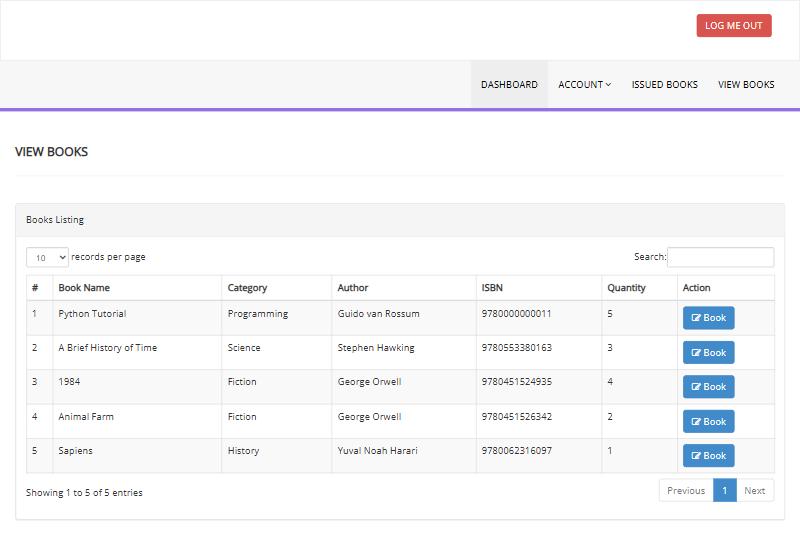 LOG ME OUT
DASHBOARD ACCOUNT ISSUED BOOKS VIEW BOOKS
VIEW BOOKS
Books Listing
10 records per page Search:
# Book Name Category Author ISBN Quantity Action
1 Python Tutorial Programming Guido van Rossum 9780000000011 5 Book
2 A Brief History of Time Science Stephen Hawking 9780553380163 3 Book
3 1984 Fiction George Orwell 9780451524935 4 Book
4 Animal Farm Fiction George Orwell 9780451526342 2 Book
5 Sapiens History Yuval Noah Harari 9780062316097 1 Book
Showing 1 to 5 of 5 entries Previous 1 Next